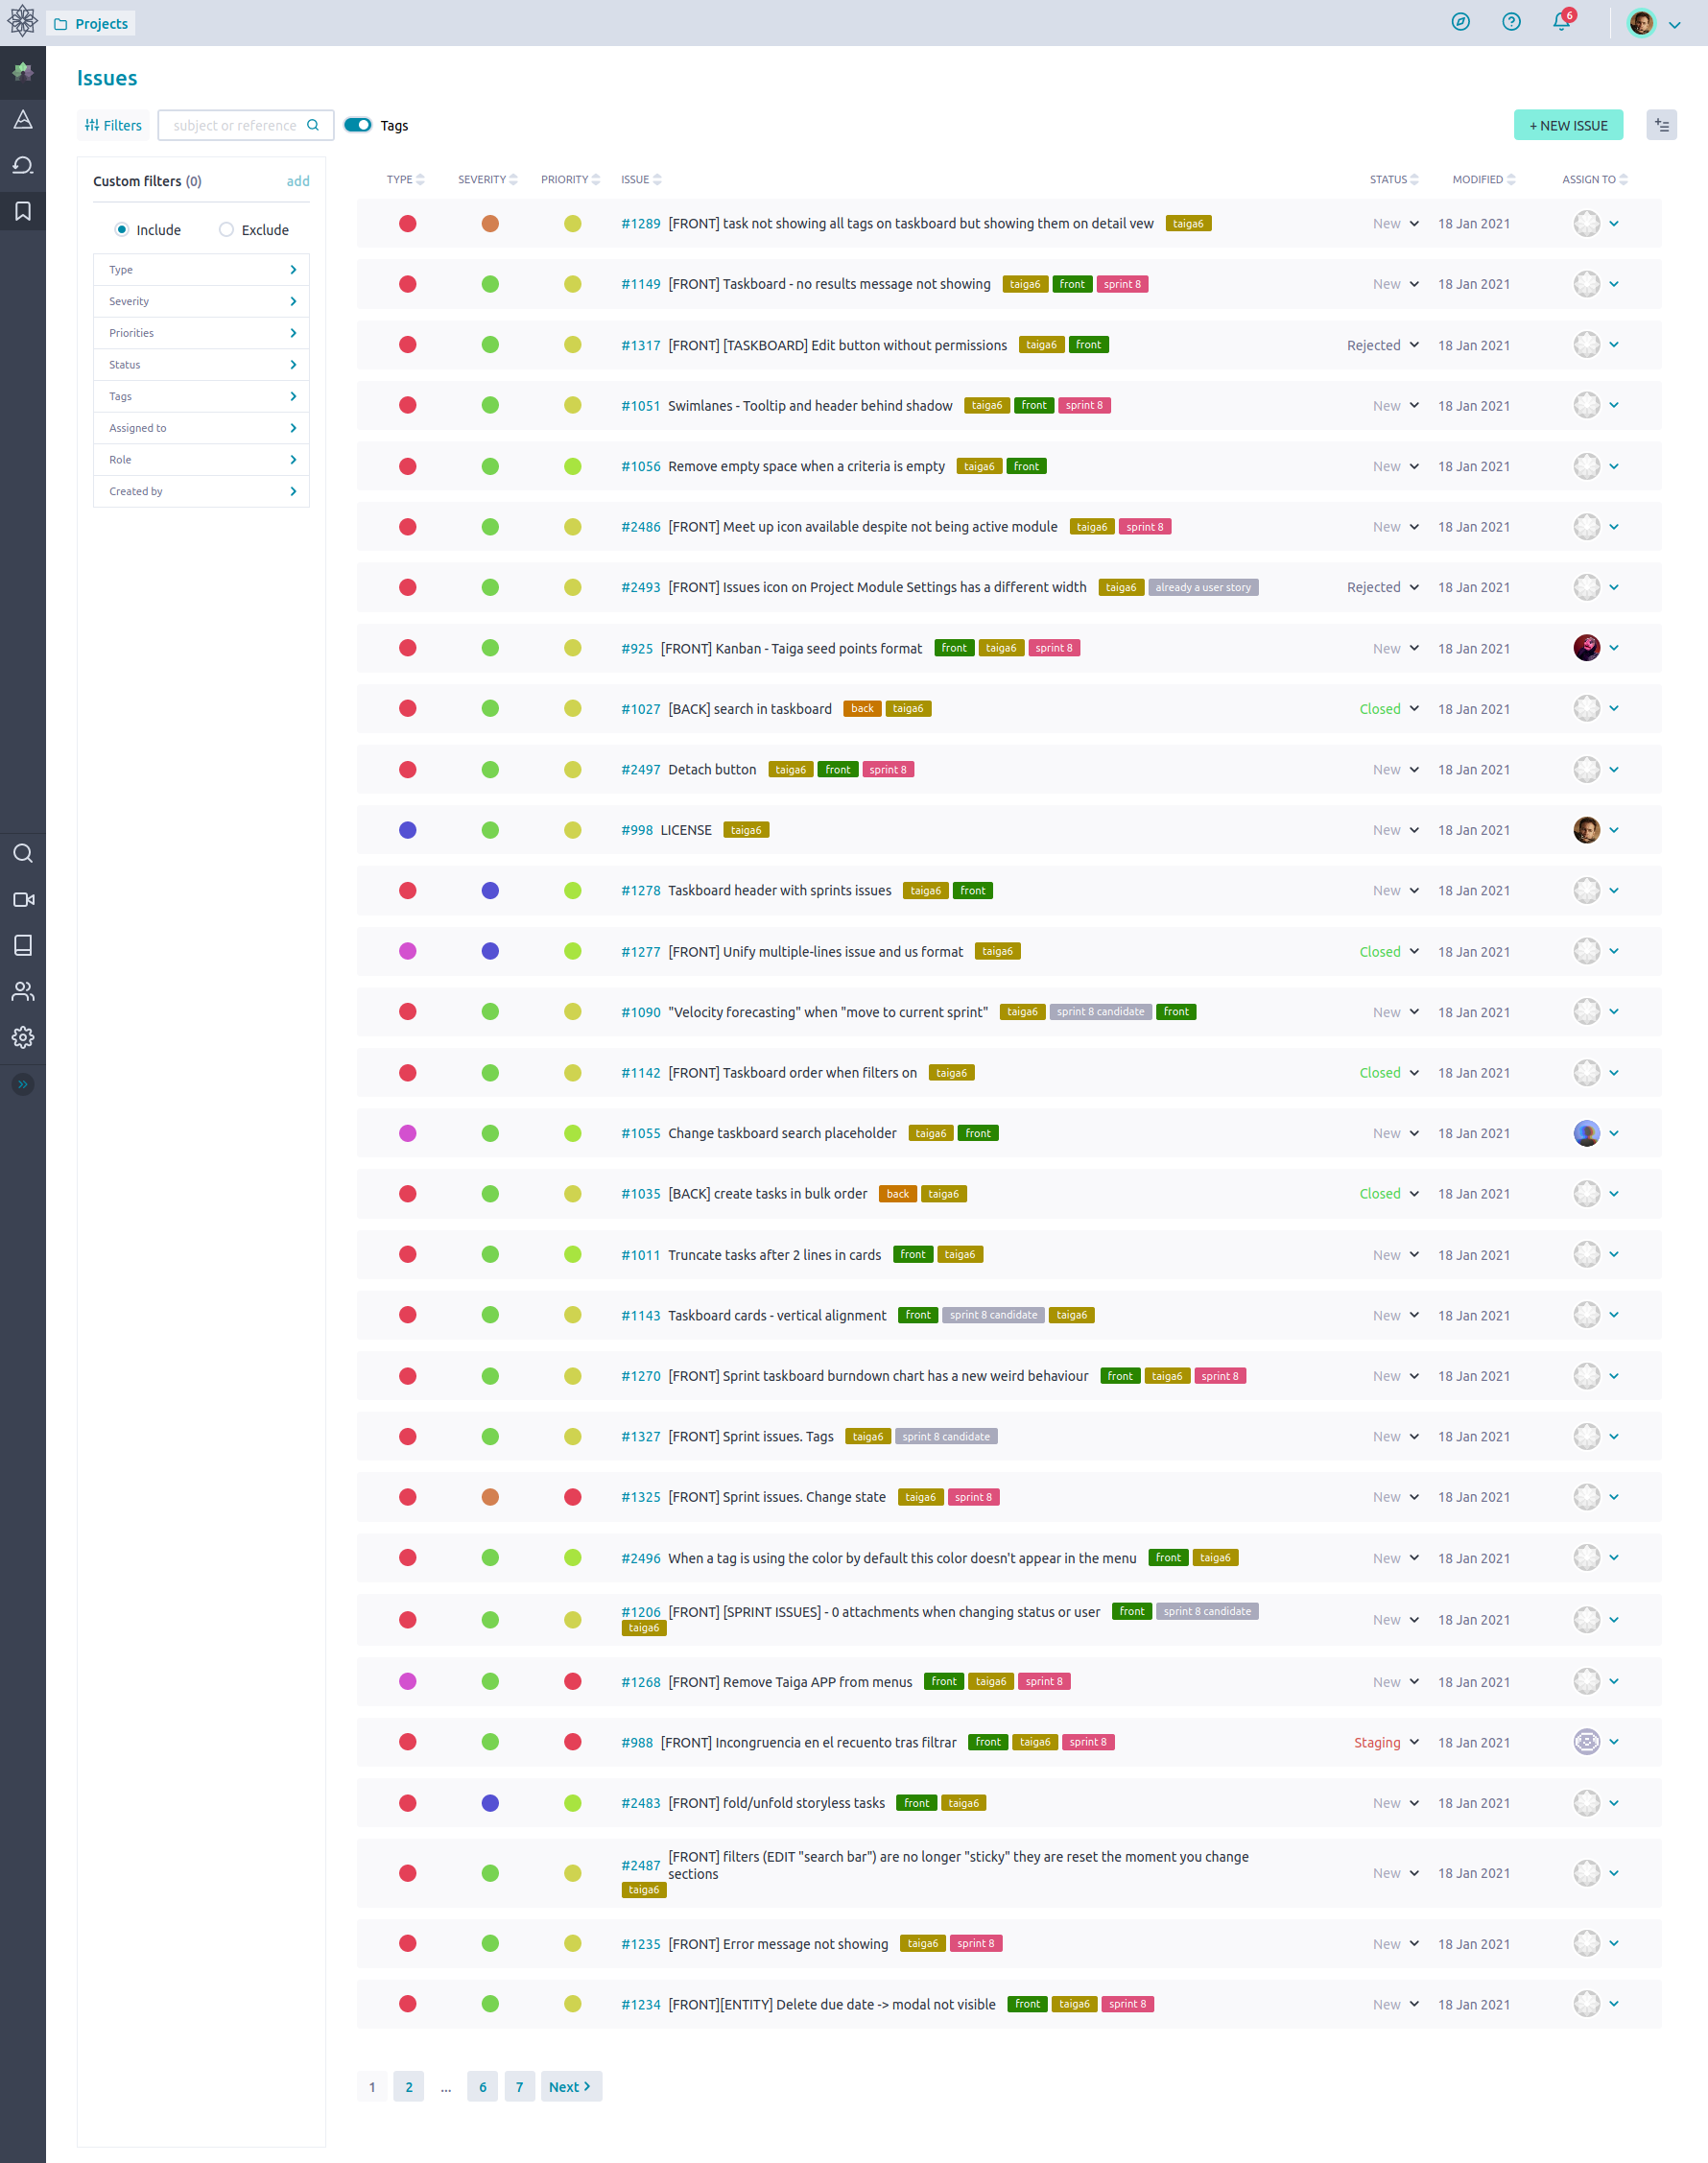 Projects
6
Issues
Filters
subject or reference
Tags
+ NEW ISSUE
Custom filters (0)
add
Include
Exclude
Type
Severity
Priorities
Status
Tags
Assigned to
Role
Created by
TYPE SEVERITY PRIORITY ISSUE STATUS MODIFIED ASSIGN TO
#1289 [FRONT] task not showing all tags on taskboard but showing them on detail vew taiga6 New 18 Jan 2021
#1149 [FRONT] Taskboard - no results message not showing taiga6 front sprint 8 New 18 Jan 2021
#1317 [FRONT] [TASKBOARD] Edit button without permissions taiga6 front Rejected 18 Jan 2021
#1051 Swimlanes - Tooltip and header behind shadow taiga6 front sprint 8 New 18 Jan 2021
#1056 Remove empty space when a criteria is empty taiga6 front New 18 Jan 2021
#2486 [FRONT] Meet up icon available despite not being active module taiga6 sprint 8 New 18 Jan 2021
#2493 [FRONT] Issues icon on Project Module Settings has a different width taiga6 already a user story Rejected 18 Jan 2021
#925 [FRONT] Kanban - Taiga seed points format front taiga6 sprint 8 New 18 Jan 2021
#1027 [BACK] search in taskboard back taiga6 Closed 18 Jan 2021
#2497 Detach button taiga6 front sprint 8 New 18 Jan 2021
#998 LICENSE taiga6 New 18 Jan 2021
#1278 Taskboard header with sprints issues taiga6 front New 18 Jan 2021
#1277 [FRONT] Unify multiple-lines issue and us format taiga6 Closed 18 Jan 2021
#1090 "Velocity forecasting" when "move to current sprint" taiga6 sprint 8 candidate front New 18 Jan 2021
#1142 [FRONT] Taskboard order when filters on taiga6 Closed 18 Jan 2021
#1055 Change taskboard search placeholder taiga6 front New 18 Jan 2021
#1035 [BACK] create tasks in bulk order back taiga6 Closed 18 Jan 2021
#1011 Truncate tasks after 2 lines in cards front taiga6 New 18 Jan 2021
#1143 Taskboard cards - vertical alignment front sprint 8 candidate taiga6 New 18 Jan 2021
#1270 [FRONT] Sprint taskboard burndown chart has a new weird behaviour front taiga6 sprint 8 New 18 Jan 2021
#1327 [FRONT] Sprint issues. Tags taiga6 sprint 8 candidate New 18 Jan 2021
#1325 [FRONT] Sprint issues. Change state taiga6 sprint 8 New 18 Jan 2021
#2496 When a tag is using the color by default this color doesn't appear in the menu front taiga6 New 18 Jan 2021
#1206 [FRONT] [SPRINT ISSUES] - 0 attachments when changing status or user front sprint 8 candidate
taiga6 New 18 Jan 2021
#1268 [FRONT] Remove Taiga APP from menus front taiga6 sprint 8 New 18 Jan 2021
#988 [FRONT] Incongruencia en el recuento tras filtrar front taiga6 sprint 8 Staging 18 Jan 2021
#2483 [FRONT] fold/unfold storyless tasks front taiga6 New 18 Jan 2021
#2487 [FRONT] filters (EDIT "search bar") are no longer "sticky" they are reset the moment you change
sections New 18 Jan 2021
taiga6
#1235 [FRONT] Error message not showing taiga6 sprint 8 New 18 Jan 2021
#1234 [FRONT][ENTITY] Delete due date -> modal not visible front taiga6 sprint 8 New 18 Jan 2021
1 2 ... 6 7 Next